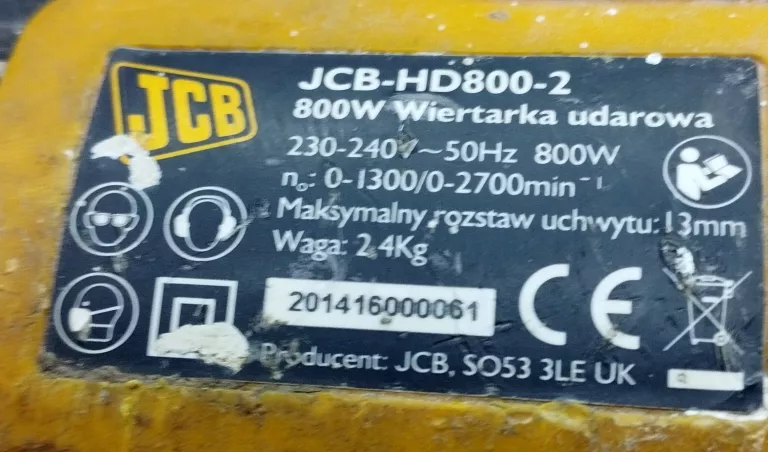 JCB
JCB-HD800-2
800W Wiertarka udarowa
230-240V~50Hz 800W
nₒ: 0-1300/0-2700min⁻¹
Maksymalny rozstaw uchwytu: 13mm
Waga: 2.4Kg
201416000061
CE
Producent: JCB, SO53 3LE UK